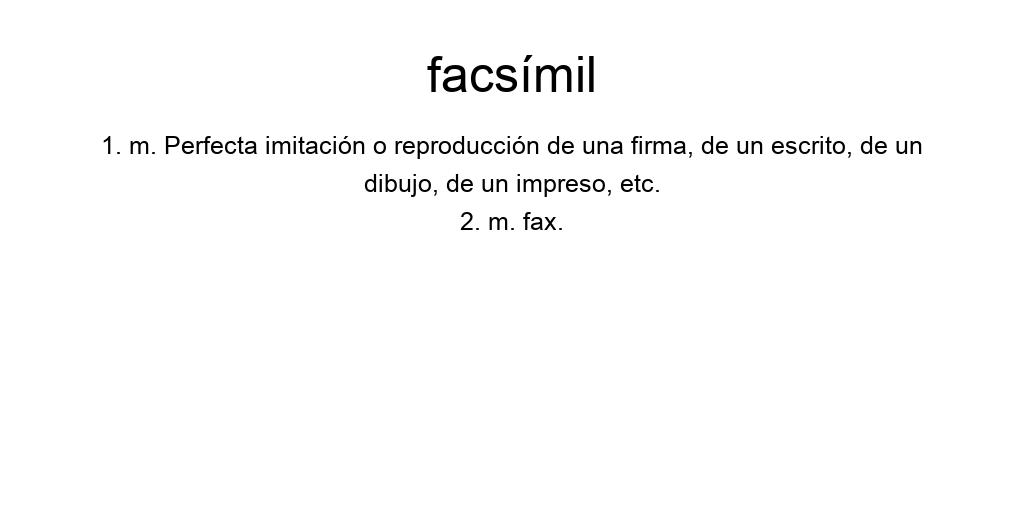 facsímil
1. m. Perfecta imitación o reproducción de una firma, de un escrito, de un
dibujo, de un impreso, etc.
2. m. fax.